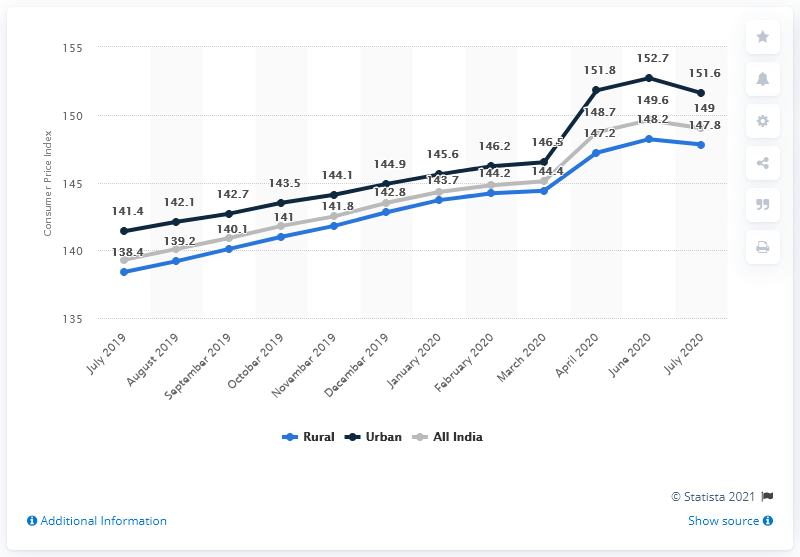 155
150
145
140
135
Consumer Price Index
141.4
142.1
142.7
143.5
144.1
144.9
145.6
146.2
146.5
151.8
152.7
151.6
148.7
149.6
149
138.4
139.2
140.1
141
141.8
142.8
143.7
144.2
144.4
147.2
148.2
147.8
July 2019
August 2019
September 2019
October 2019
November 2019
December 2019
January 2020
February 2020
March 2020
April 2020
June 2020
July 2020
Rural Urban All India
© Statista 2021
Additional Information Show source